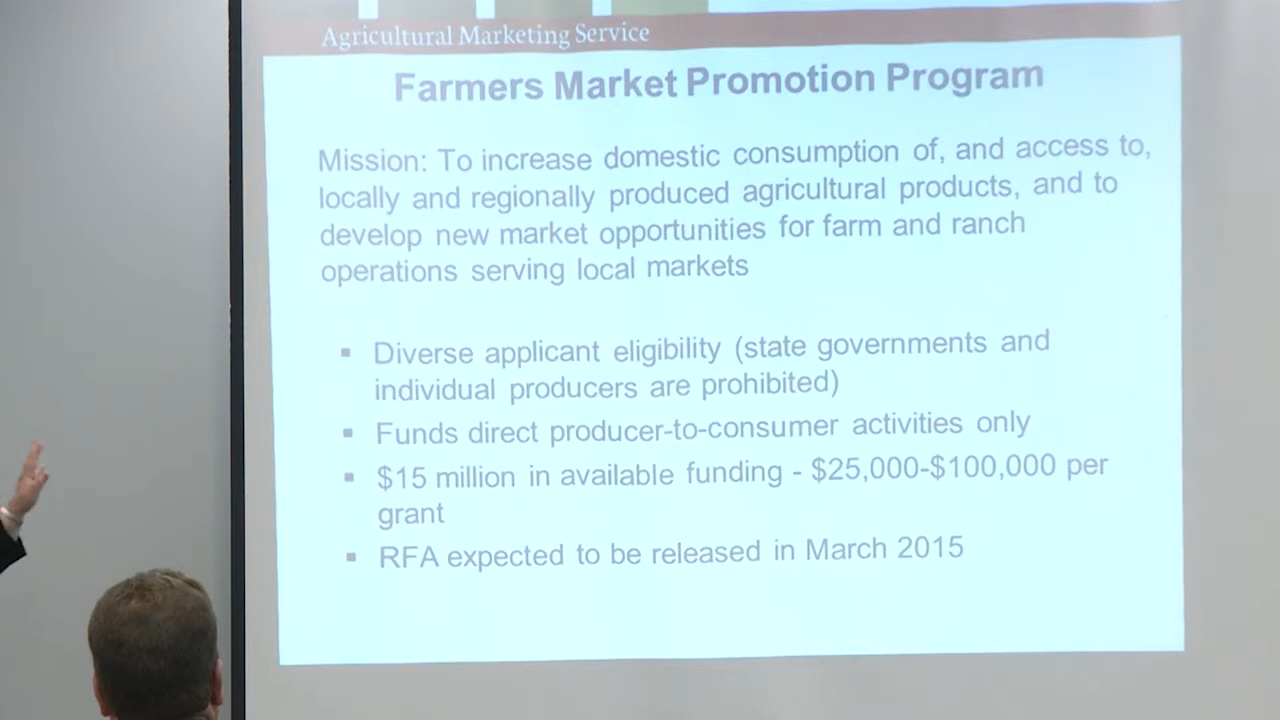 Agricultural Marketing Service
Farmers Market Promotion Program
Mission: To increase domestic consumption of, and access to,
locally and regionally produced agricultural products, and to
develop new market opportunities for farm and ranch
operations serving local markets
▪ Diverse applicant eligibility (state governments and
individual producers are prohibited)
▪ Funds direct producer-to-consumer activities only
▪ $15 million in available funding - $25,000-$100,000 per
grant
▪ RFA expected to be released in March 2015